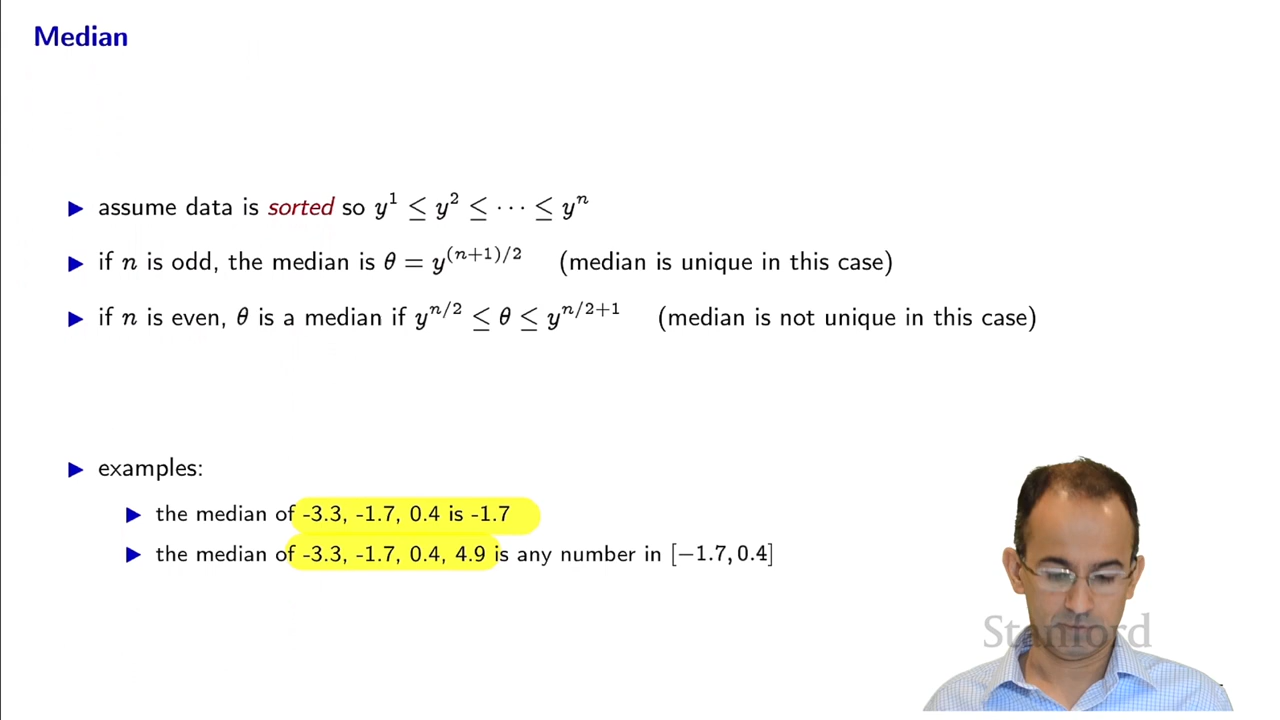 Median
▶ assume data is sorted so y¹ ≤ y² ≤ ⋯ ≤ yⁿ
▶ if n is odd, the median is θ = y^{(n+1)/2} (median is unique in this case)
▶ if n is even, θ is a median if y^{n/2} ≤ θ ≤ y^{n/2+1} (median is not unique in this case)
▶ examples:
▶ the median of -3.3, -1.7, 0.4 is -1.7
▶ the median of -3.3, -1.7, 0.4, 4.9 is any number in [−1.7, 0.4]
Stanford